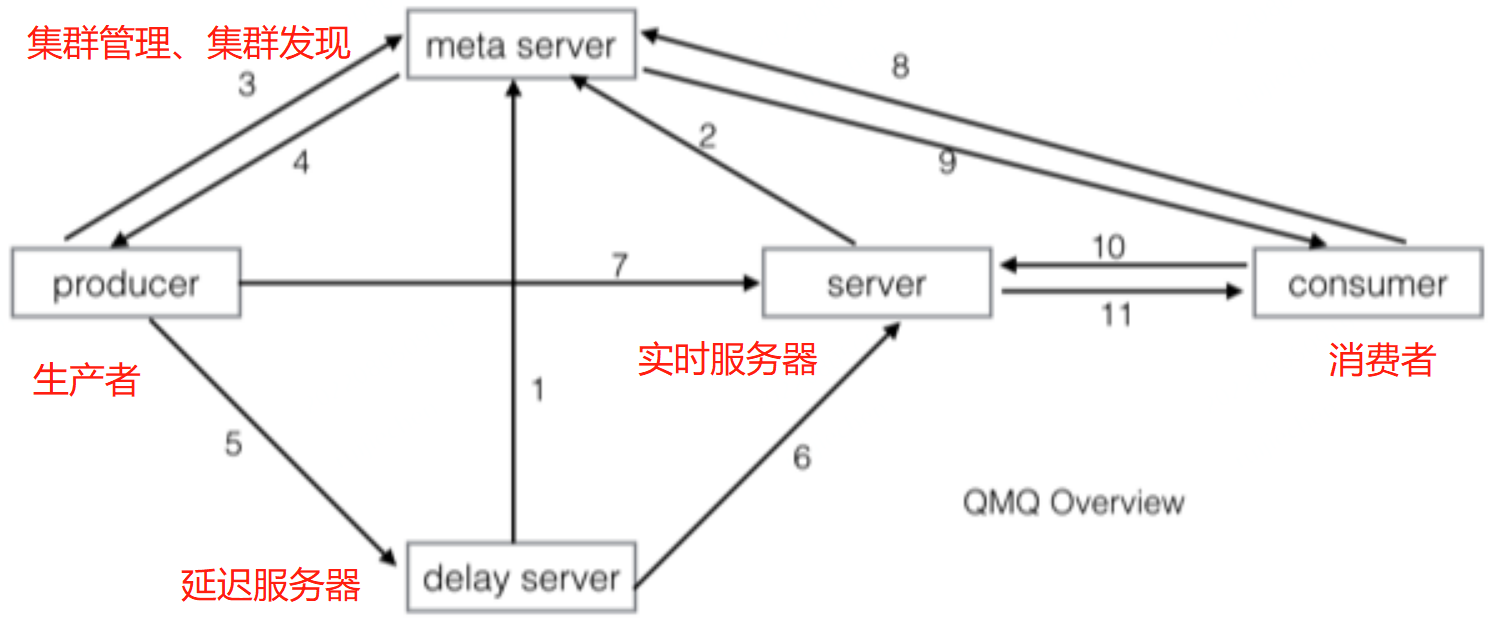 集群管理、集群发现
meta server
3
8
4
2
9
producer
7
server
10
consumer
11
生产者
实时服务器
消费者
1
5
6
QMQ Overview
延迟服务器
delay server